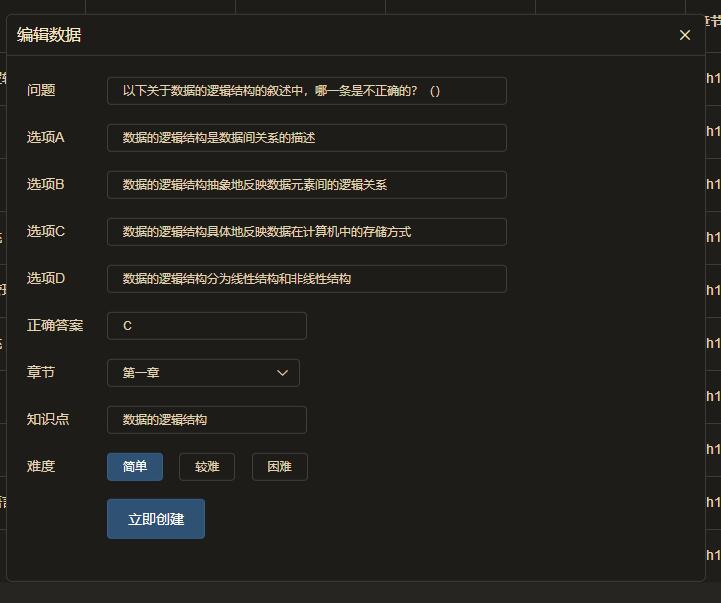 编辑数据
问题 以下关于数据的逻辑结构的叙述中，哪一条是不正确的？ （）
选项A 数据的逻辑结构是数据间关系的描述
选项B 数据的逻辑结构抽象地反映数据元素间的逻辑关系
选项C 数据的逻辑结构具体地反映数据在计算机中的存储方式
选项D 数据的逻辑结构分为线性结构和非线性结构
正确答案 C
章节 第一章
知识点 数据的逻辑结构
难度 简单 较难 困难
立即创建
h1
h1
h1
h1
h1
h1
h1
h1
h1
h1